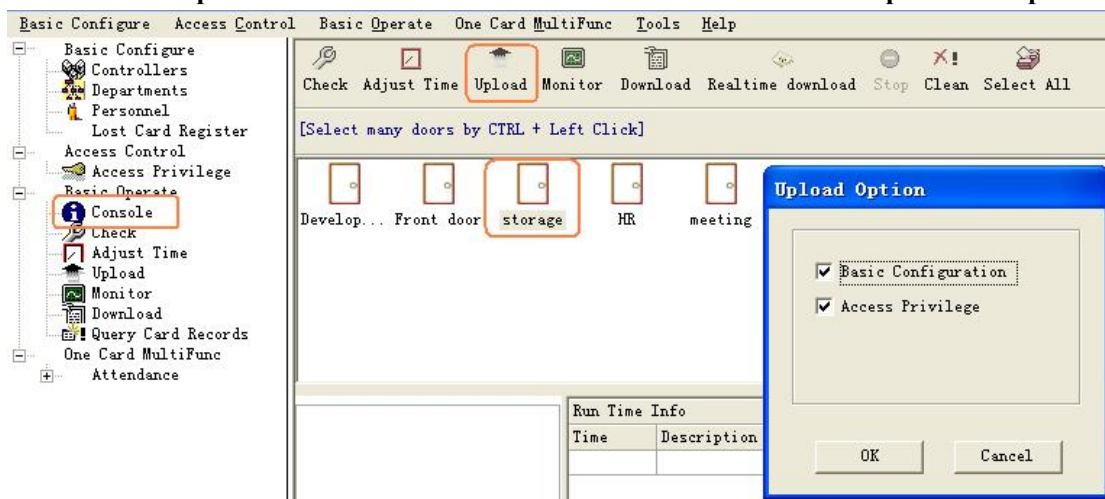 Basic Configure Access Control Basic Operate One Card MultiFunc Tools Help
Basic Configure
Controllers
Departments
Personnel
Lost Card Register
Access Control
Access Privilege
Basic Operate
Console
Check
Adjust Time
Upload
Monitor
Download
Query Card Records
One Card MultiFunc
Attendance
Check Adjust Time Upload Monitor Download Realtime download Stop Clean Select All
[Select many doors by CTRL + Left Click]
Develop... Front door storage HR meeting
Upload Option
Basic Configuration
Access Privilege
OK Cancel
Run Time Info
Time Description